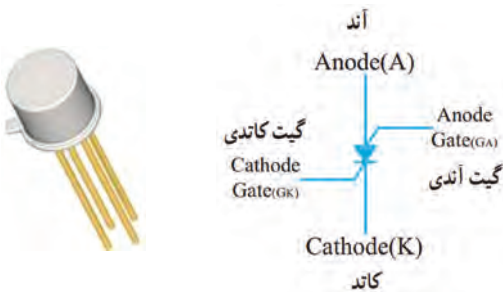 آند
Anode(A)
Anode
Gate(GA)
گیت آندی
گیت کاتدی
Cathode
Gate(GK)
Cathode(K)
کاتد